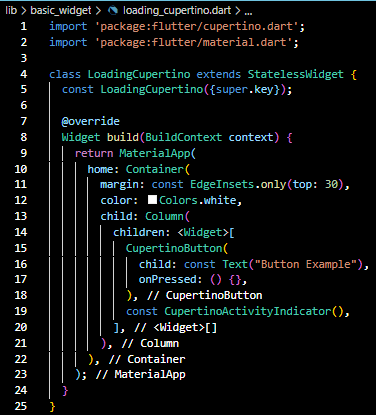 lib > basic_widget > loading_cupertino.dart > ...
1 import 'package:flutter/cupertino.dart';
2 import 'package:flutter/material.dart';
3
4 class LoadingCupertino extends StatelessWidget {
5 const LoadingCupertino({super.key});
6
7 @override
8 Widget build(BuildContext context) {
9 return MaterialApp(
10 home: Container(
11 margin: const EdgeInsets.only(top: 30),
12 color: Colors.white,
13 child: Column(
14 children: <Widget>[
15 CupertinoButton(
16 child: const Text("Button Example"),
17 onPressed: () {},
18 ), // CupertinoButton
19 const CupertinoActivityIndicator(),
20 ], // <Widget>[]
21 ), // Column
22 ), // Container
23 ); // MaterialApp
24 }
25 }